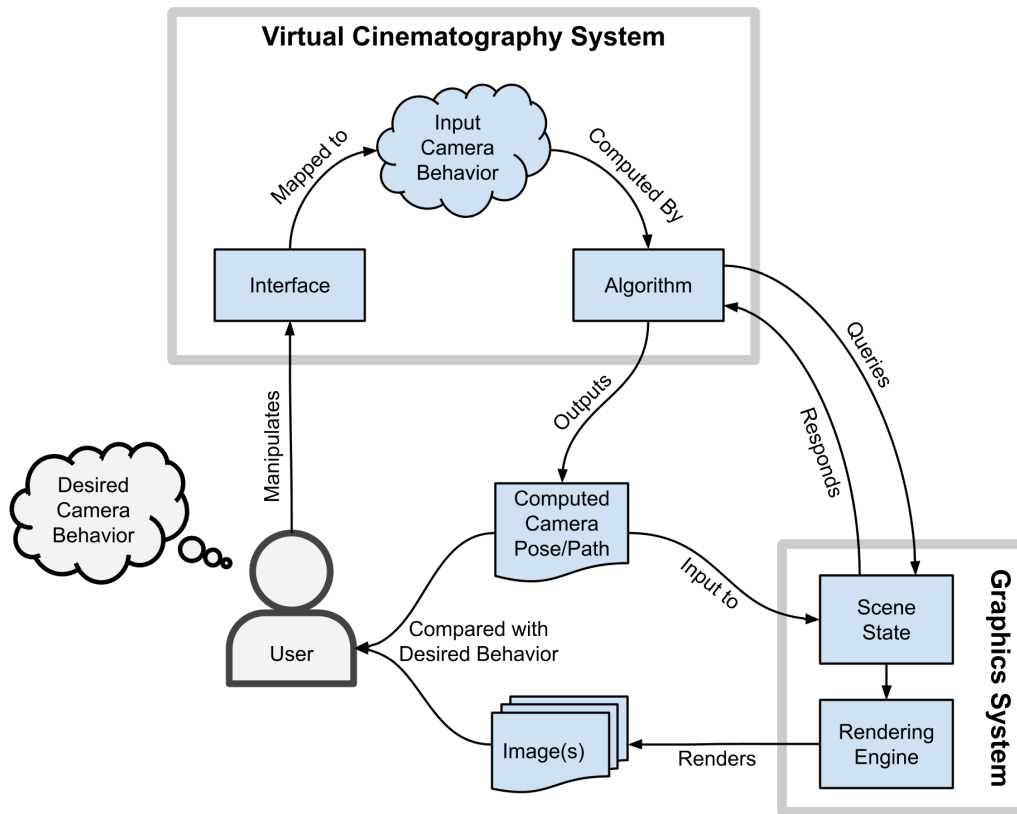 Virtual Cinematography System
Input
Camera
Behavior
Mapped to
Computed By
Interface
Algorithm
Queries
Responds
Outputs
Manipulates
Desired
Camera
Behavior
Computed
Camera
Pose/Path
Input to
Graphics System
Scene
State
User
Compared with
Desired Behavior
Rendering
Engine
Renders
Image(s)